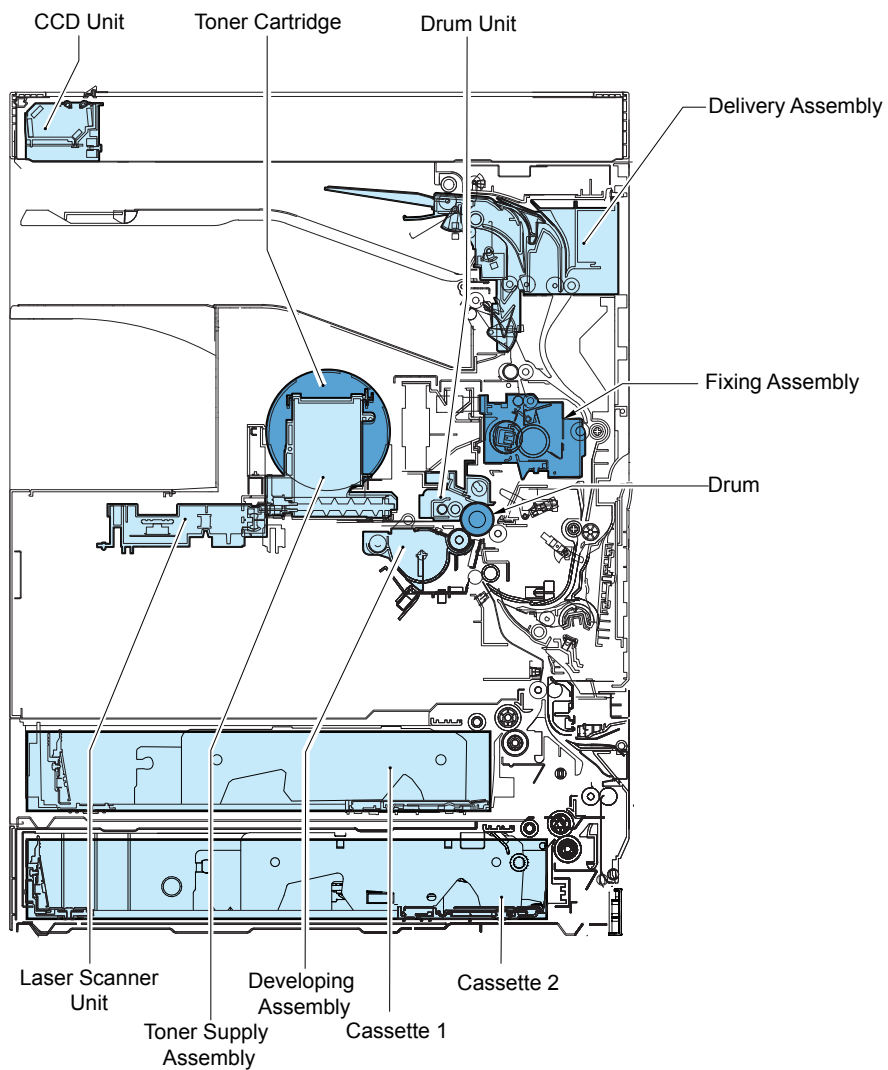 CCD Unit
Toner Cartridge
Drum Unit
Delivery Assembly
Fixing Assembly
Drum
Laser Scanner
Unit
Toner Supply
Assembly
Developing
Assembly
Cassette 1
Cassette 2